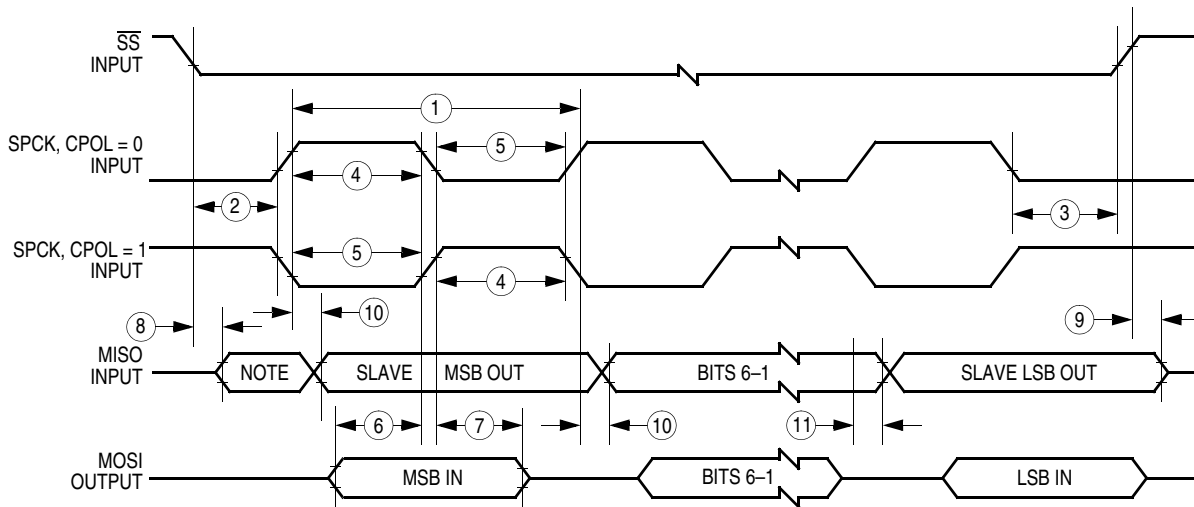 SS
INPUT
1
SPCK, CPOL = 0
INPUT
5
4
2
3
SPCK, CPOL = 1
INPUT
5
4
8
10
9
MISO
INPUT
NOTE
SLAVE MSB OUT
BITS 6–1
SLAVE LSB OUT
6
7
10
11
MOSI
OUTPUT
MSB IN
BITS 6–1
LSB IN